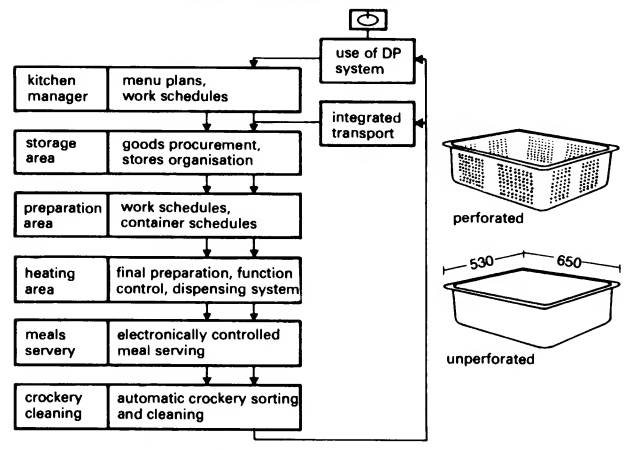 use of DP
system
kitchen
manager
menu plans,
work schedules
integrated
transport
storage
area
goods procurement,
stores organisation
preparation
area
work schedules,
container schedules
heating
area
final preparation, function
control, dispensing system
meals
servery
electronically controlled
meal serving
crockery
cleaning
automatic crockery sorting
and cleaning
perforated
530
650
unperforated